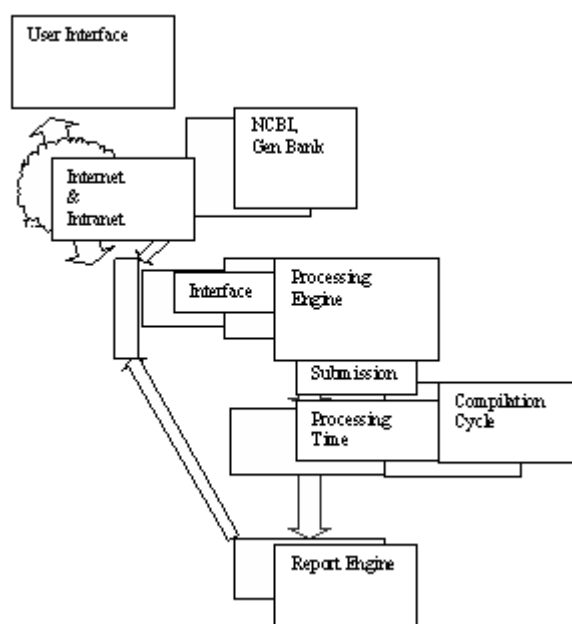 User Interface
NCBI,
Gen Bank
Internet
&
Intranet
Interface
Processing
Engine
Submission
Processing
Time
Compilation
Cycle
Report Engine